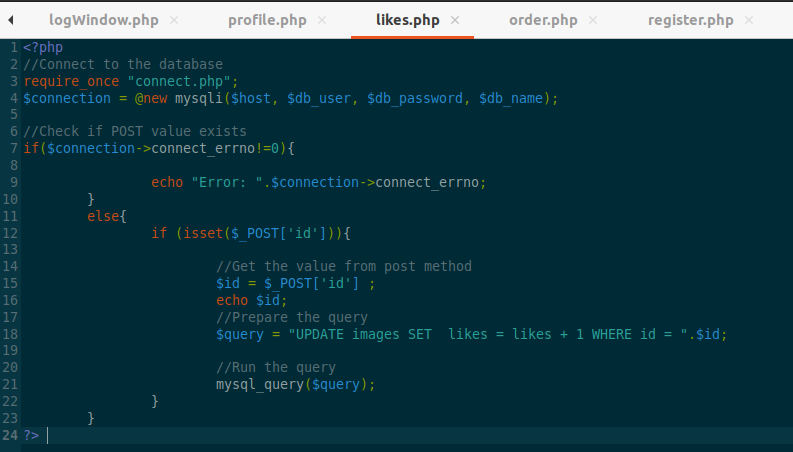 logWindow.php × profile.php × likes.php × order.php × register.php ×
1 <?php
2 //Connect to the database
3 require_once "connect.php";
4 $connection = @new mysqli($host, $db_user, $db_password, $db_name);
5
6 //Check if POST value exists
7 if($connection->connect_errno!=0){
8
9 echo "Error: ".$connection->connect_errno;
10 }
11 else{
12 if (isset($_POST['id'])){
13
14 //Get the value from post method
15 $id = $_POST['id'] ;
16 echo $id;
17 //Prepare the query
18 $query = "UPDATE images SET  likes = likes + 1 WHERE id = ".$id;
19
20 //Run the query
21 mysql_query($query);
22 }
23 }
24 ?>